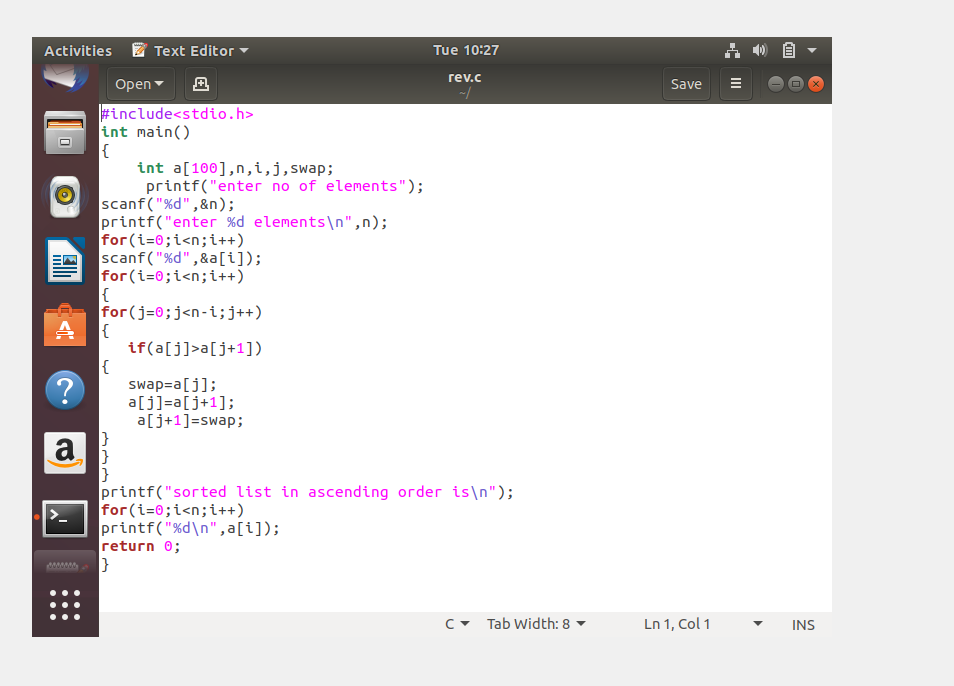 Activities Text Editor Tue 10:27
Open rev.c Save
~/
#include<stdio.h>
int main()
{
    int a[100],n,i,j,swap;
     printf("enter no of elements");
scanf("%d",&n);
printf("enter %d elements\n",n);
for(i=0;i<n;i++)
scanf("%d",&a[i]);
for(i=0;i<n;i++)
{
for(j=0;j<n-i;j++)
{
   if(a[j]>a[j+1])
{
   swap=a[j];
   a[j]=a[j+1];
    a[j+1]=swap;
}
}
}
printf("sorted list in ascending order is\n");
for(i=0;i<n;i++)
printf("%d\n",a[i]);
return 0;
}
C Tab Width: 8 Ln 1, Col 1 INS